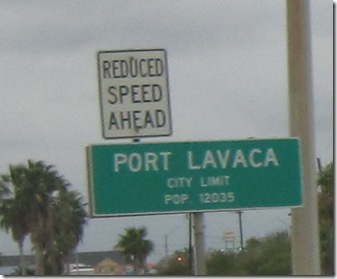 REDUCED
SPEED
AHEAD
PORT LAVACA
CITY LIMIT
POP. 12035